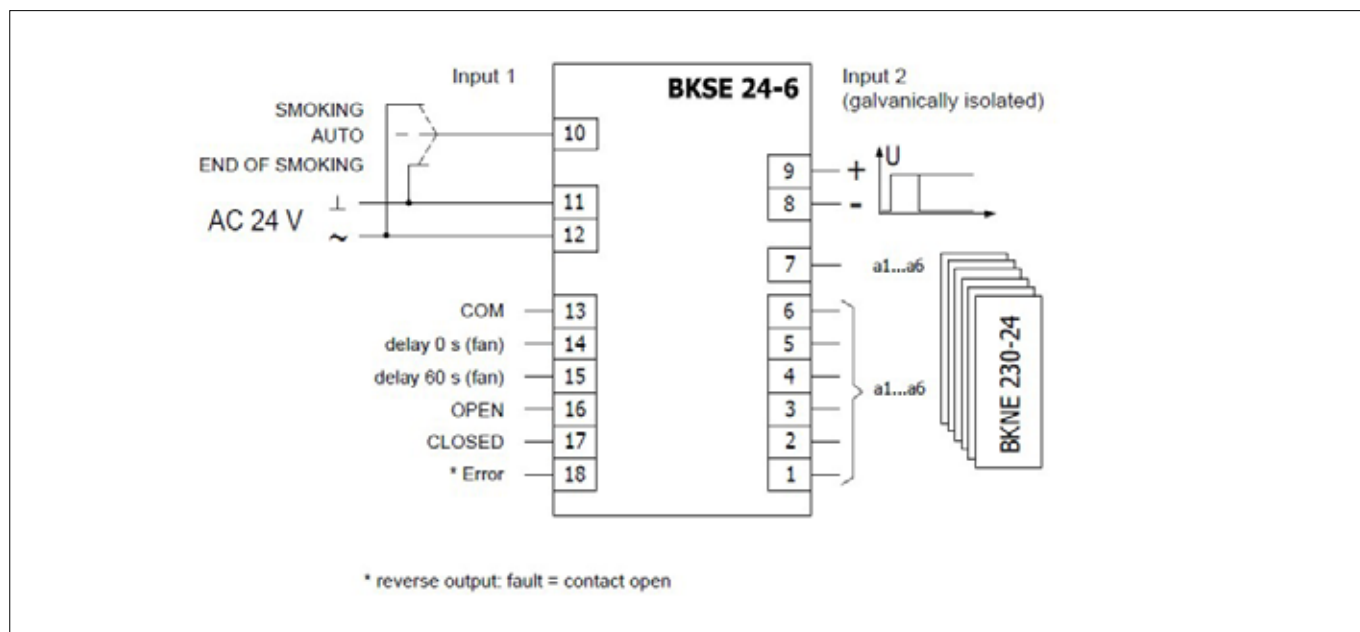 Input 1
BKSE 24-6
Input 2
(galvanically isolated)
SMOKING
AUTO
END OF SMOKING
10
11
12
AC 24 V
⊥
~
9
8
+
-
U
7
a1...a6
COM
13
delay 0 s (fan)
14
delay 60 s (fan)
15
OPEN
16
CLOSED
17
* Error
18
6
5
4
3
2
1
a1...a6
BKNE 230-24
* reverse output: fault = contact open